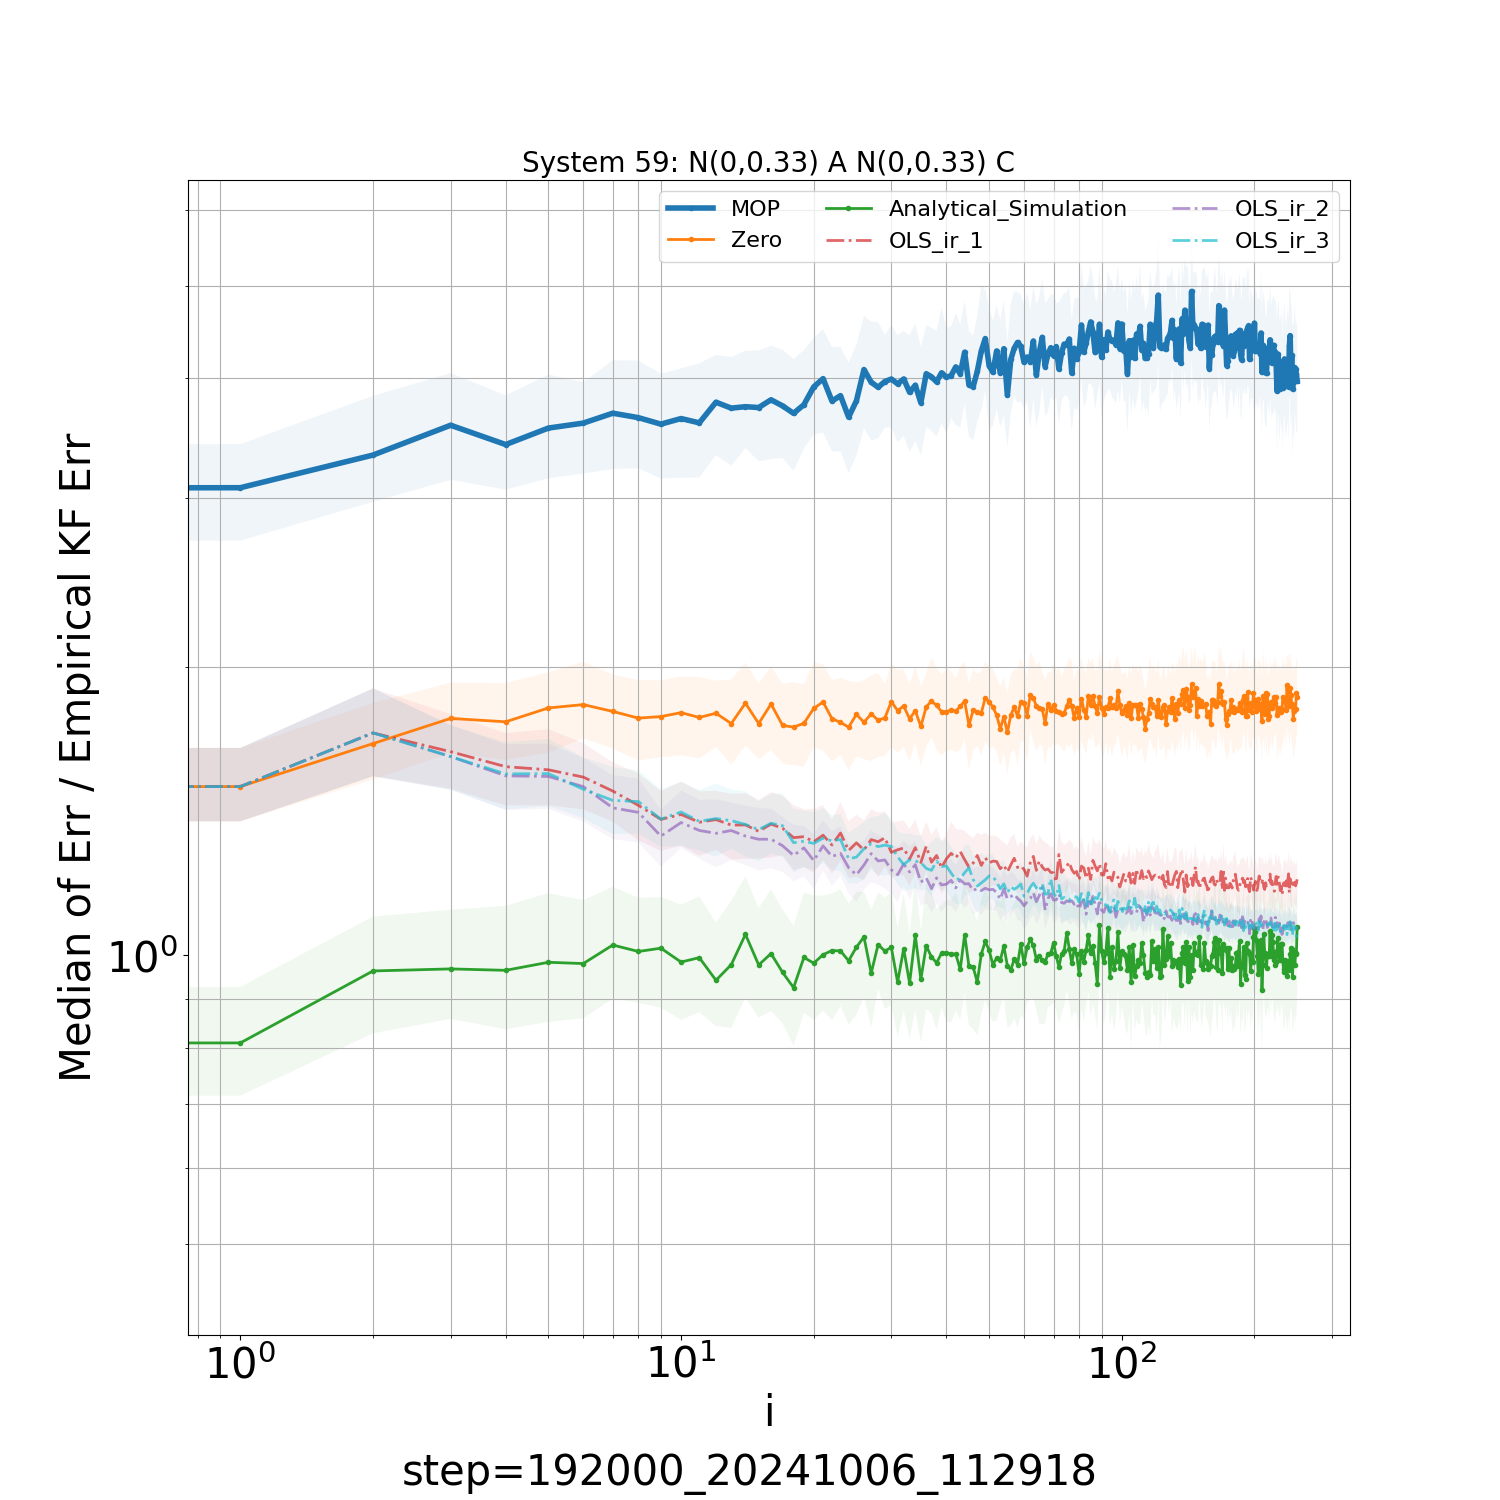 System 59: N(0,0.33) A N(0,0.33) C
MOP
Zero
Analytical_Simulation
OLS_ir_1
OLS_ir_2
OLS_ir_3
Median of Err / Empirical KF Err
10⁰
10⁰
10¹
10²
i
step=192000_20241006_112918